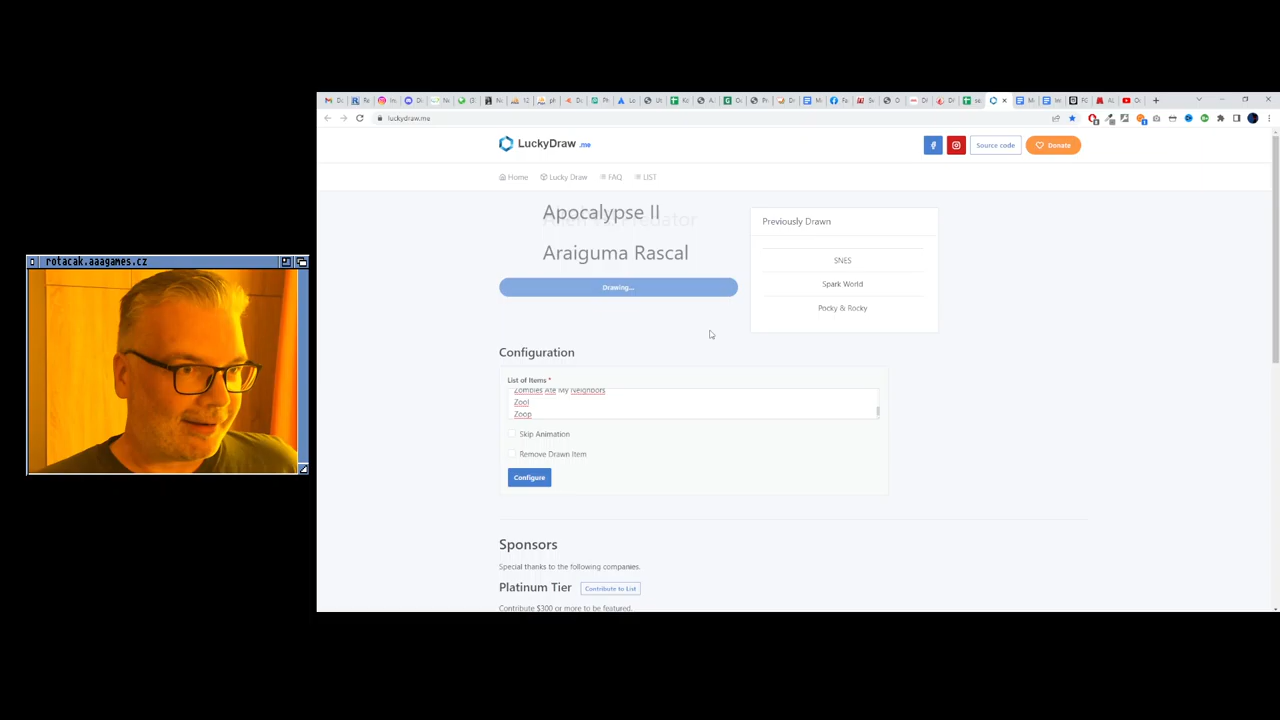 rotacak.aaagames.cz
luckydraw.me
LuckyDraw .me
Source code
Donate
Home
Lucky Draw
FAQ
LIST
Apocalypse II
Alien vs. Predator
Araiguma Rascal
Drawing...
Previously Drawn
SNES
Spark World
Pocky & Rocky
Configuration
List of Items *
Zombies Ate My Neighbors
Zool
Zoop
Skip Animation
Remove Drawn Item
Configure
Sponsors
Special thanks to the following companies.
Platinum Tier
Contribute to List
Contribute $300 or more to be featured.